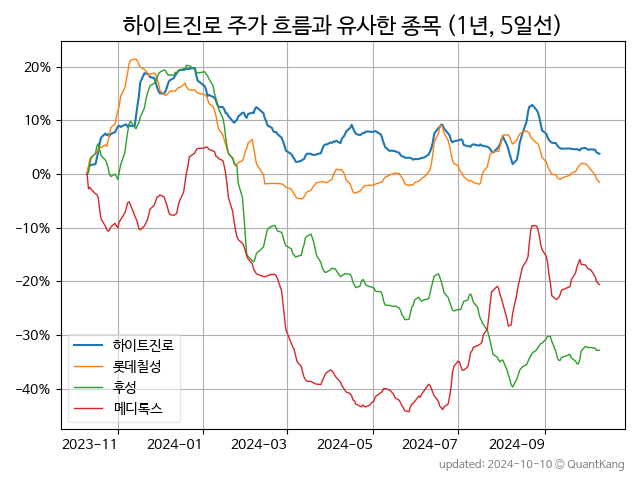 하이트진로 주가 흐름과 유사한 종목 (1년, 5일선)
20%
10%
0%
−10%
−20%
−30%
−40%
하이트진로
롯데칠성
후성
메디톡스
2023-11 2024-01 2024-03 2024-05 2024-07 2024-09
updated: 2024-10-10 © QuantKang